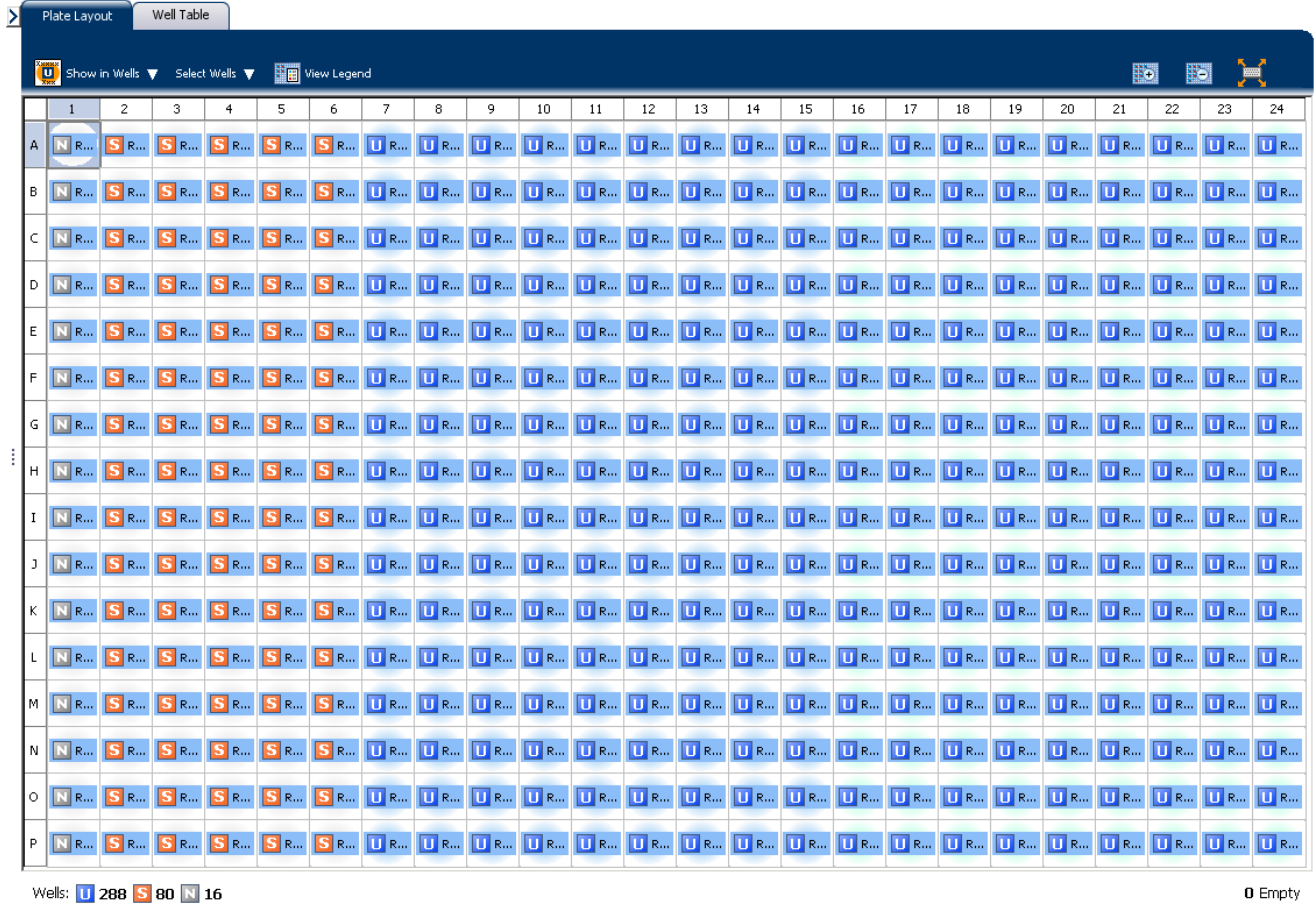 Plate Layout Well Table
Xxxxx U Xxx Show in Wells Select Wells View Legend
1 2 3 4 5 6 7 8 9 10 11 12 13 14 15 16 17 18 19 20 21 22 23 24
A N R... S R... S R... S R... S R... S R... U R... U R... U R... U R... U R... U R... U R... U R... U R... U R... U R... U R... U R... U R... U R... U R... U R... U R...
B N R... S R... S R... S R... S R... S R... U R... U R... U R... U R... U R... U R... U R... U R... U R... U R... U R... U R... U R... U R... U R... U R... U R... U R...
C N R... S R... S R... S R... S R... S R... U R... U R... U R... U R... U R... U R... U R... U R... U R... U R... U R... U R... U R... U R... U R... U R... U R... U R...
D N R... S R... S R... S R... S R... S R... U R... U R... U R... U R... U R... U R... U R... U R... U R... U R... U R... U R... U R... U R... U R... U R... U R... U R...
E N R... S R... S R... S R... S R... S R... U R... U R... U R... U R... U R... U R... U R... U R... U R... U R... U R... U R... U R... U R... U R... U R... U R... U R...
F N R... S R... S R... S R... S R... S R... U R... U R... U R... U R... U R... U R... U R... U R... U R... U R... U R... U R... U R... U R... U R... U R... U R... U R...
G N R... S R... S R... S R... S R... S R... U R... U R... U R... U R... U R... U R... U R... U R... U R... U R... U R... U R... U R... U R... U R... U R... U R... U R...
H N R... S R... S R... S R... S R... S R... U R... U R... U R... U R... U R... U R... U R... U R... U R... U R... U R... U R... U R... U R... U R... U R... U R... U R...
I N R... S R... S R... S R... S R... S R... U R... U R... U R... U R... U R... U R... U R... U R... U R... U R... U R... U R... U R... U R... U R... U R... U R... U R...
J N R... S R... S R... S R... S R... S R... U R... U R... U R... U R... U R... U R... U R... U R... U R... U R... U R... U R... U R... U R... U R... U R... U R... U R...
K N R... S R... S R... S R... S R... S R... U R... U R... U R... U R... U R... U R... U R... U R... U R... U R... U R... U R... U R... U R... U R... U R... U R... U R...
L N R... S R... S R... S R... S R... S R... U R... U R... U R... U R... U R... U R... U R... U R... U R... U R... U R... U R... U R... U R... U R... U R... U R... U R...
M N R... S R... S R... S R... S R... S R... U R... U R... U R... U R... U R... U R... U R... U R... U R... U R... U R... U R... U R... U R... U R... U R... U R... U R...
N N R... S R... S R... S R... S R... S R... U R... U R... U R... U R... U R... U R... U R... U R... U R... U R... U R... U R... U R... U R... U R... U R... U R... U R...
O N R... S R... S R... S R... S R... S R... U R... U R... U R... U R... U R... U R... U R... U R... U R... U R... U R... U R... U R... U R... U R... U R... U R... U R...
P N R... S R... S R... S R... S R... S R... U R... U R... U R... U R... U R... U R... U R... U R... U R... U R... U R... U R... U R... U R... U R... U R... U R... U R...
Wells: U 288 S 80 N 16 0 Empty